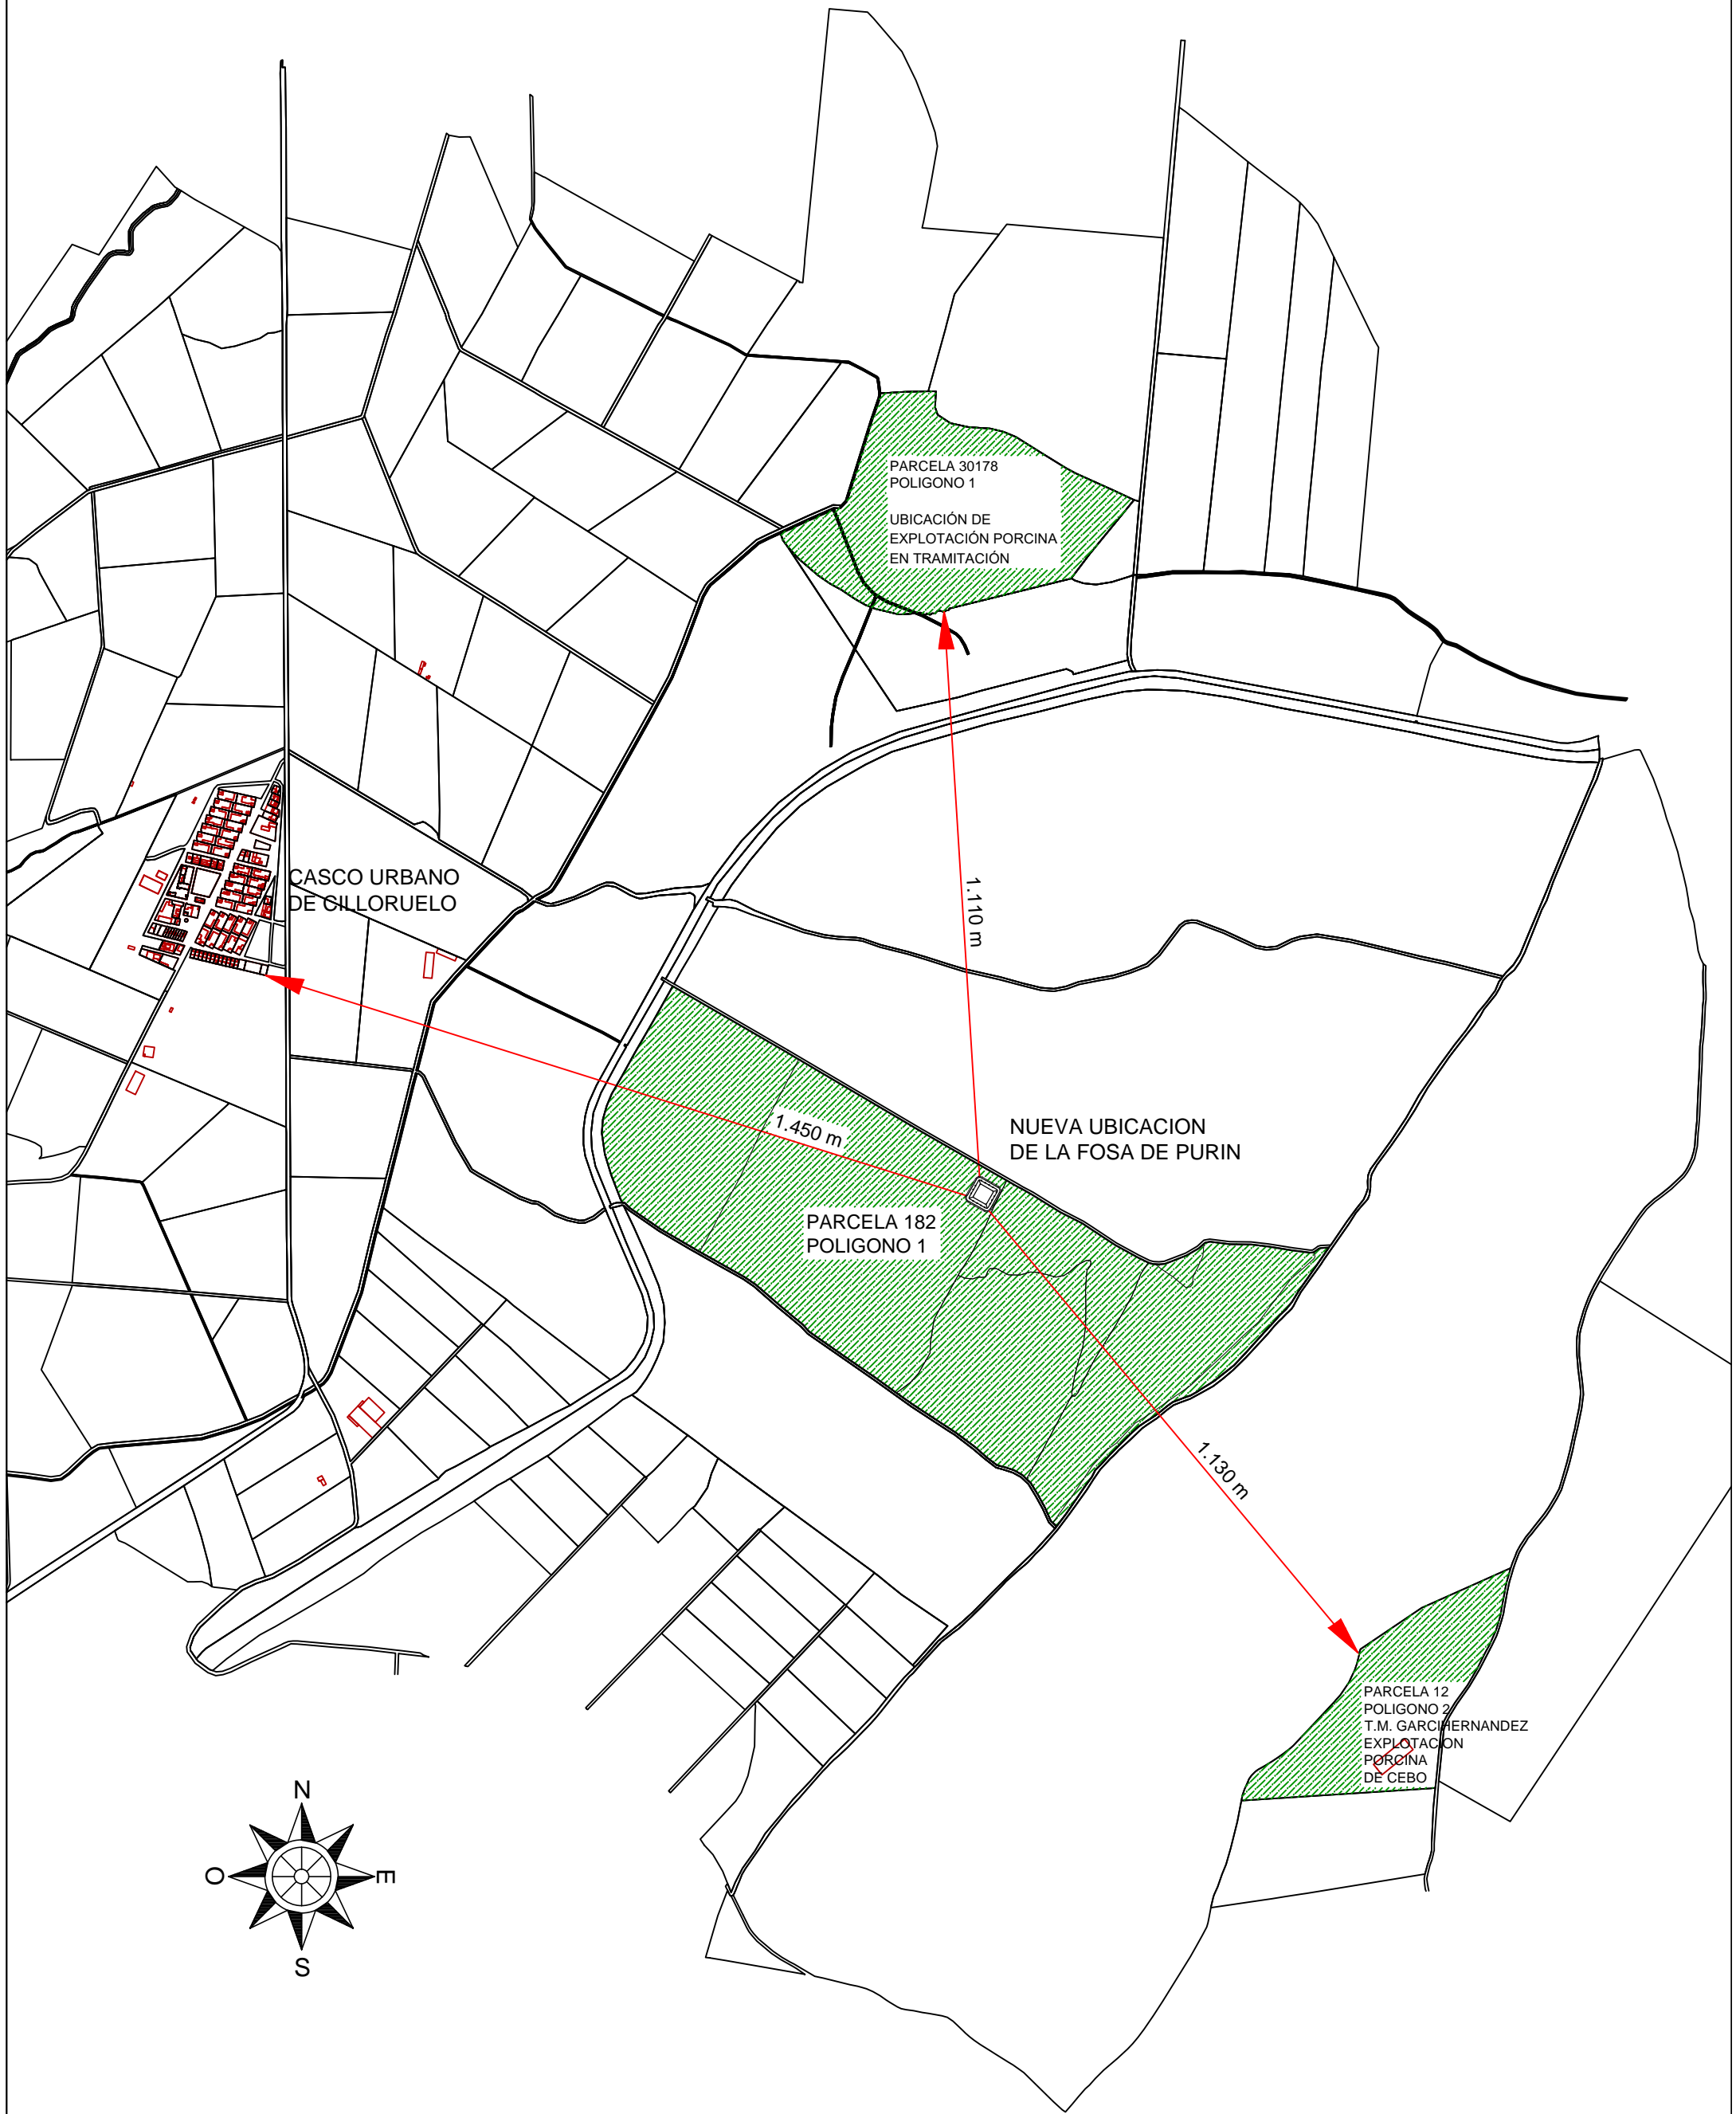 PARCELA 30178
POLIGONO 1
UBICACIÓN DE
EXPLOTACIÓN PORCINA
EN TRAMITACIÓN
CASCO URBANO
DE CILLORUELO
1.110 m
1.450 m
NUEVA UBICACION
DE LA FOSA DE PURIN
PARCELA 182
POLIGONO 1
1.130 m
PARCELA 12
POLIGONO 2
T.M. GARCIHERNANDEZ
EXPLOTACION
PORCINA
DE CEBO
N
O
E
S